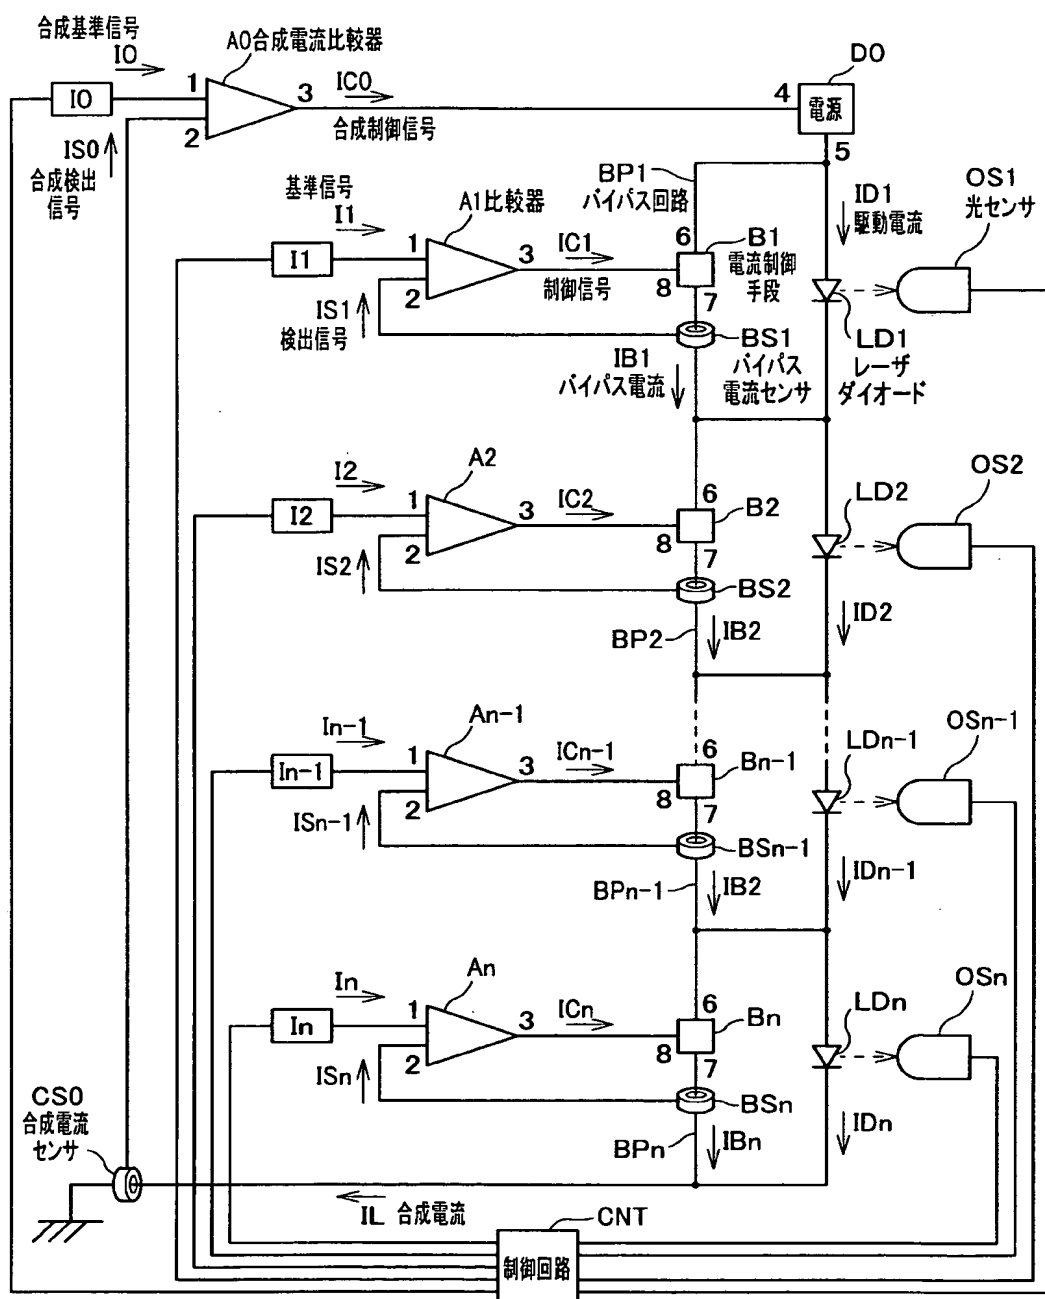 合成基準信号
I0
A0合成電流比較器
D0
I0
1
2
3
IC0
合成制御信号
4
電源
5
IS0
合成検出
信号
BP1
バイパス回路
ID1
駆動電流
OS1
光センサ
基準信号
I1
A1比較器
I1
1
2
3
IC1
制御信号
6
8
7
B1
電流制御
手段
IS1
検出信号
BS1
バイパス
電流センサ
LD1
レーザ
ダイオード
IB1
バイパス電流
I2
A2
I2
1
2
3
IC2
6
8
7
B2
LD2
OS2
IS2
BS2
BP2
IB2
ID2
In-1
An-1
In-1
1
2
3
ICn-1
6
8
7
Bn-1
LDn-1
OSn-1
ISn-1
BSn-1
BPn-1
IB2
IDn-1
In
An
In
1
2
3
ICn
6
8
7
Bn
LDn
OSn
ISn
BSn
BPn
IBn
IDn
CS0
合成電流
センサ
IL 合成電流
CNT
制御回路